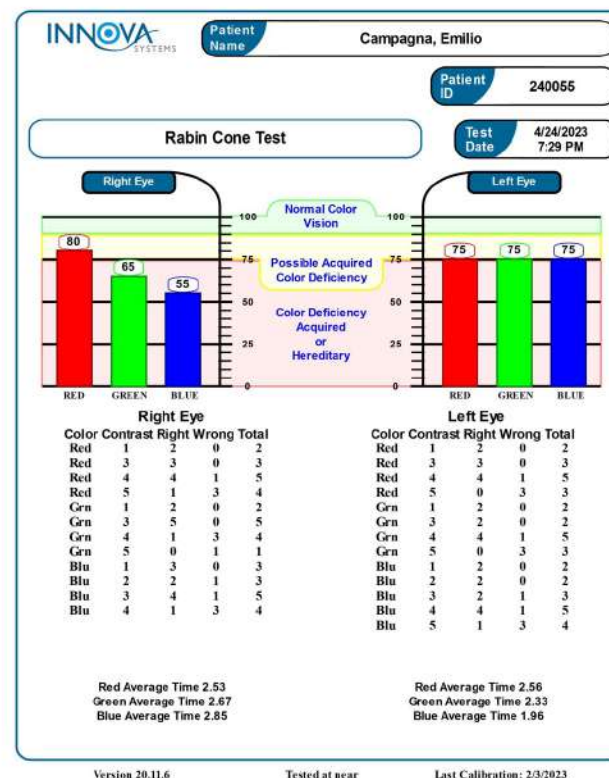 INNOVA
SYSTEMS
Patient
Name
Campagna, Emilio
Patient
ID
240055
Rabin Cone Test
Test
Date
4/24/2023
7:29 PM
Right Eye
Left Eye
Normal Color
Vision
Possible Acquired
Color Deficiency
Color Deficiency
Acquired
or
Hereditary
100
75
50
25
0
100
75
50
25
0
80
65
55
75
75
75
RED GREEN BLUE
RED GREEN BLUE
Right Eye
Color Contrast Right Wrong Total
Red 1 2 0 2
Red 3 3 0 3
Red 4 4 1 5
Red 5 1 3 4
Grn 1 2 0 2
Grn 3 5 0 5
Grn 4 1 3 4
Grn 5 0 1 1
Blu 1 3 0 3
Blu 2 2 1 3
Blu 3 4 1 5
Blu 4 1 3 4
Left Eye
Color Contrast Right Wrong Total
Red 1 2 0 2
Red 3 3 0 3
Red 4 4 1 5
Red 5 0 3 3
Grn 1 2 0 2
Grn 3 2 0 2
Grn 4 4 1 5
Grn 5 0 3 3
Blu 1 2 0 2
Blu 2 2 0 2
Blu 3 2 1 3
Blu 4 4 1 5
Blu 5 1 3 4
Red Average Time 2.53
Green Average Time 2.67
Blue Average Time 2.85
Red Average Time 2.56
Green Average Time 2.33
Blue Average Time 1.96
Version 20.11.6 Tested at near Last Calibration: 2/3/2023